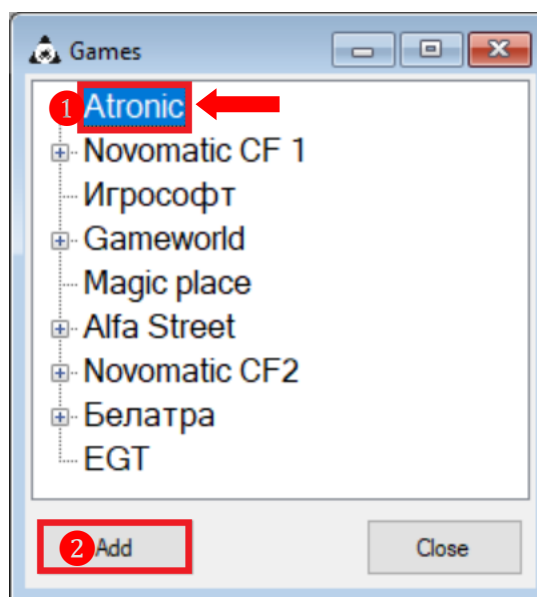 Games
1 Atronic
Novomatic CF 1
Игрософт
Gameworld
Magic place
Alfa Street
Novomatic CF2
Белатра
EGT
2 Add
Close